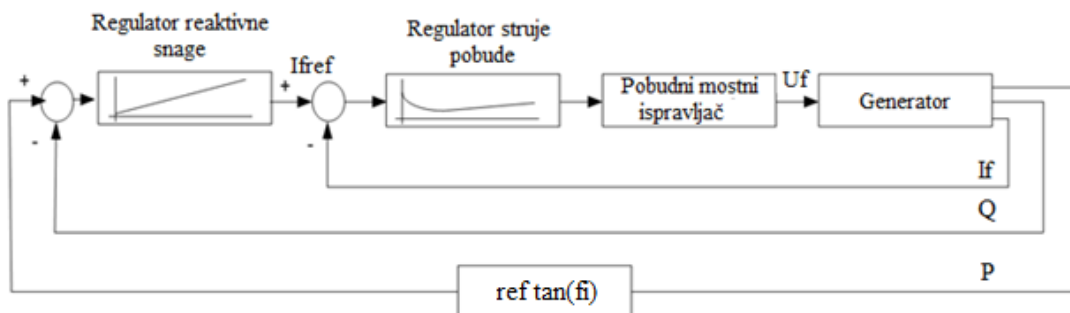 Regulator reaktivne
snage
Regulator struje
pobude
+
Ifref
+
Pobudni mostni
ispravljač
Uf
Generator
-
-
If
Q
P
ref tan(fi)